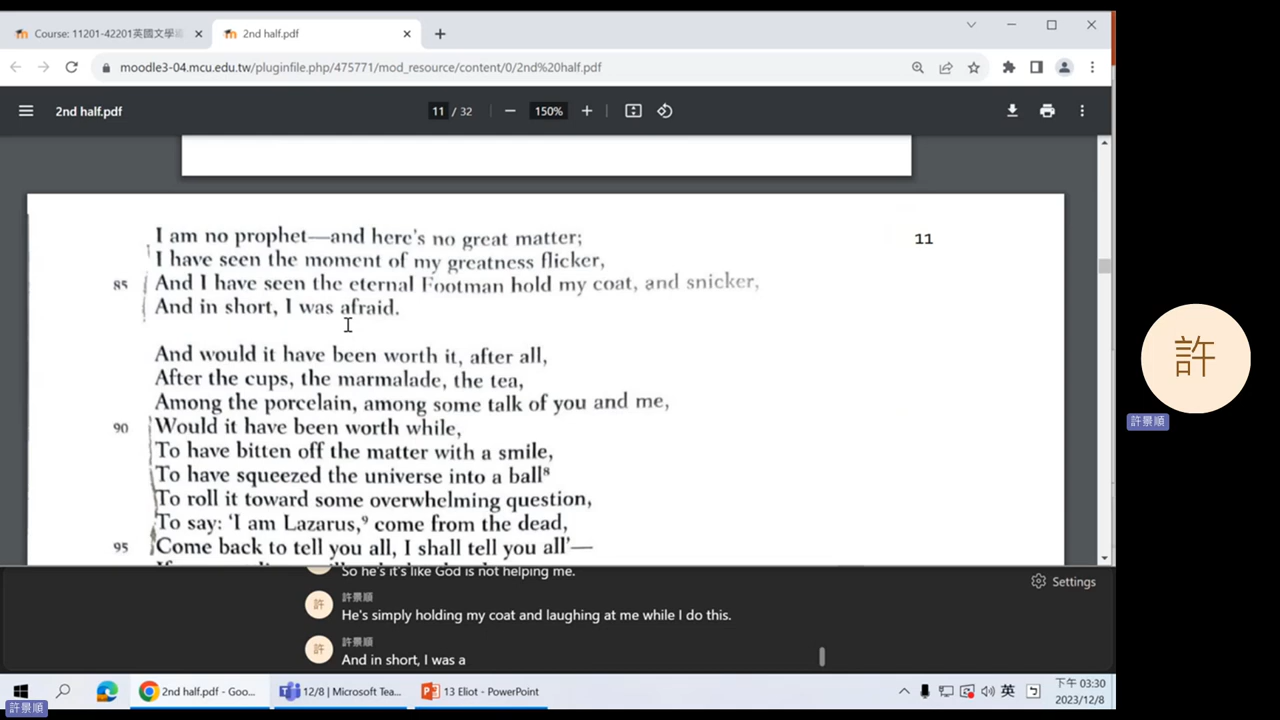 Course: 11201-42201英國文學
2nd half.pdf
moodle3-04.mcu.edu.tw/pluginfile.php/475771/mod_resource/content/0/2nd%20half.pdf
2nd half.pdf
11 / 32
150%
I am no prophet—and here's no great matter;
11
I have seen the moment of my greatness flicker,
85 And I have seen the eternal Footman hold my coat, and snicker,
And in short, I was afraid.
And would it have been worth it, after all,
After the cups, the marmalade, the tea,
Among the porcelain, among some talk of you and me,
90 Would it have been worth while,
To have bitten off the matter with a smile,
To have squeezed the universe into a ball⁸
To roll it toward some overwhelming question,
To say: 'I am Lazarus,⁹ come from the dead,
95 Come back to tell you all, I shall tell you all'—
許
許景順
So he's it's like God is not helping me.
Settings
許景順
許
He's simply holding my coat and laughing at me while I do this.
許景順
許
And in short, I was a
2nd half.pdf - Goo...
12/8 | Microsoft Tea...
13 Eliot - PowerPoint
英
下午 03:30
2023/12/8
許景順